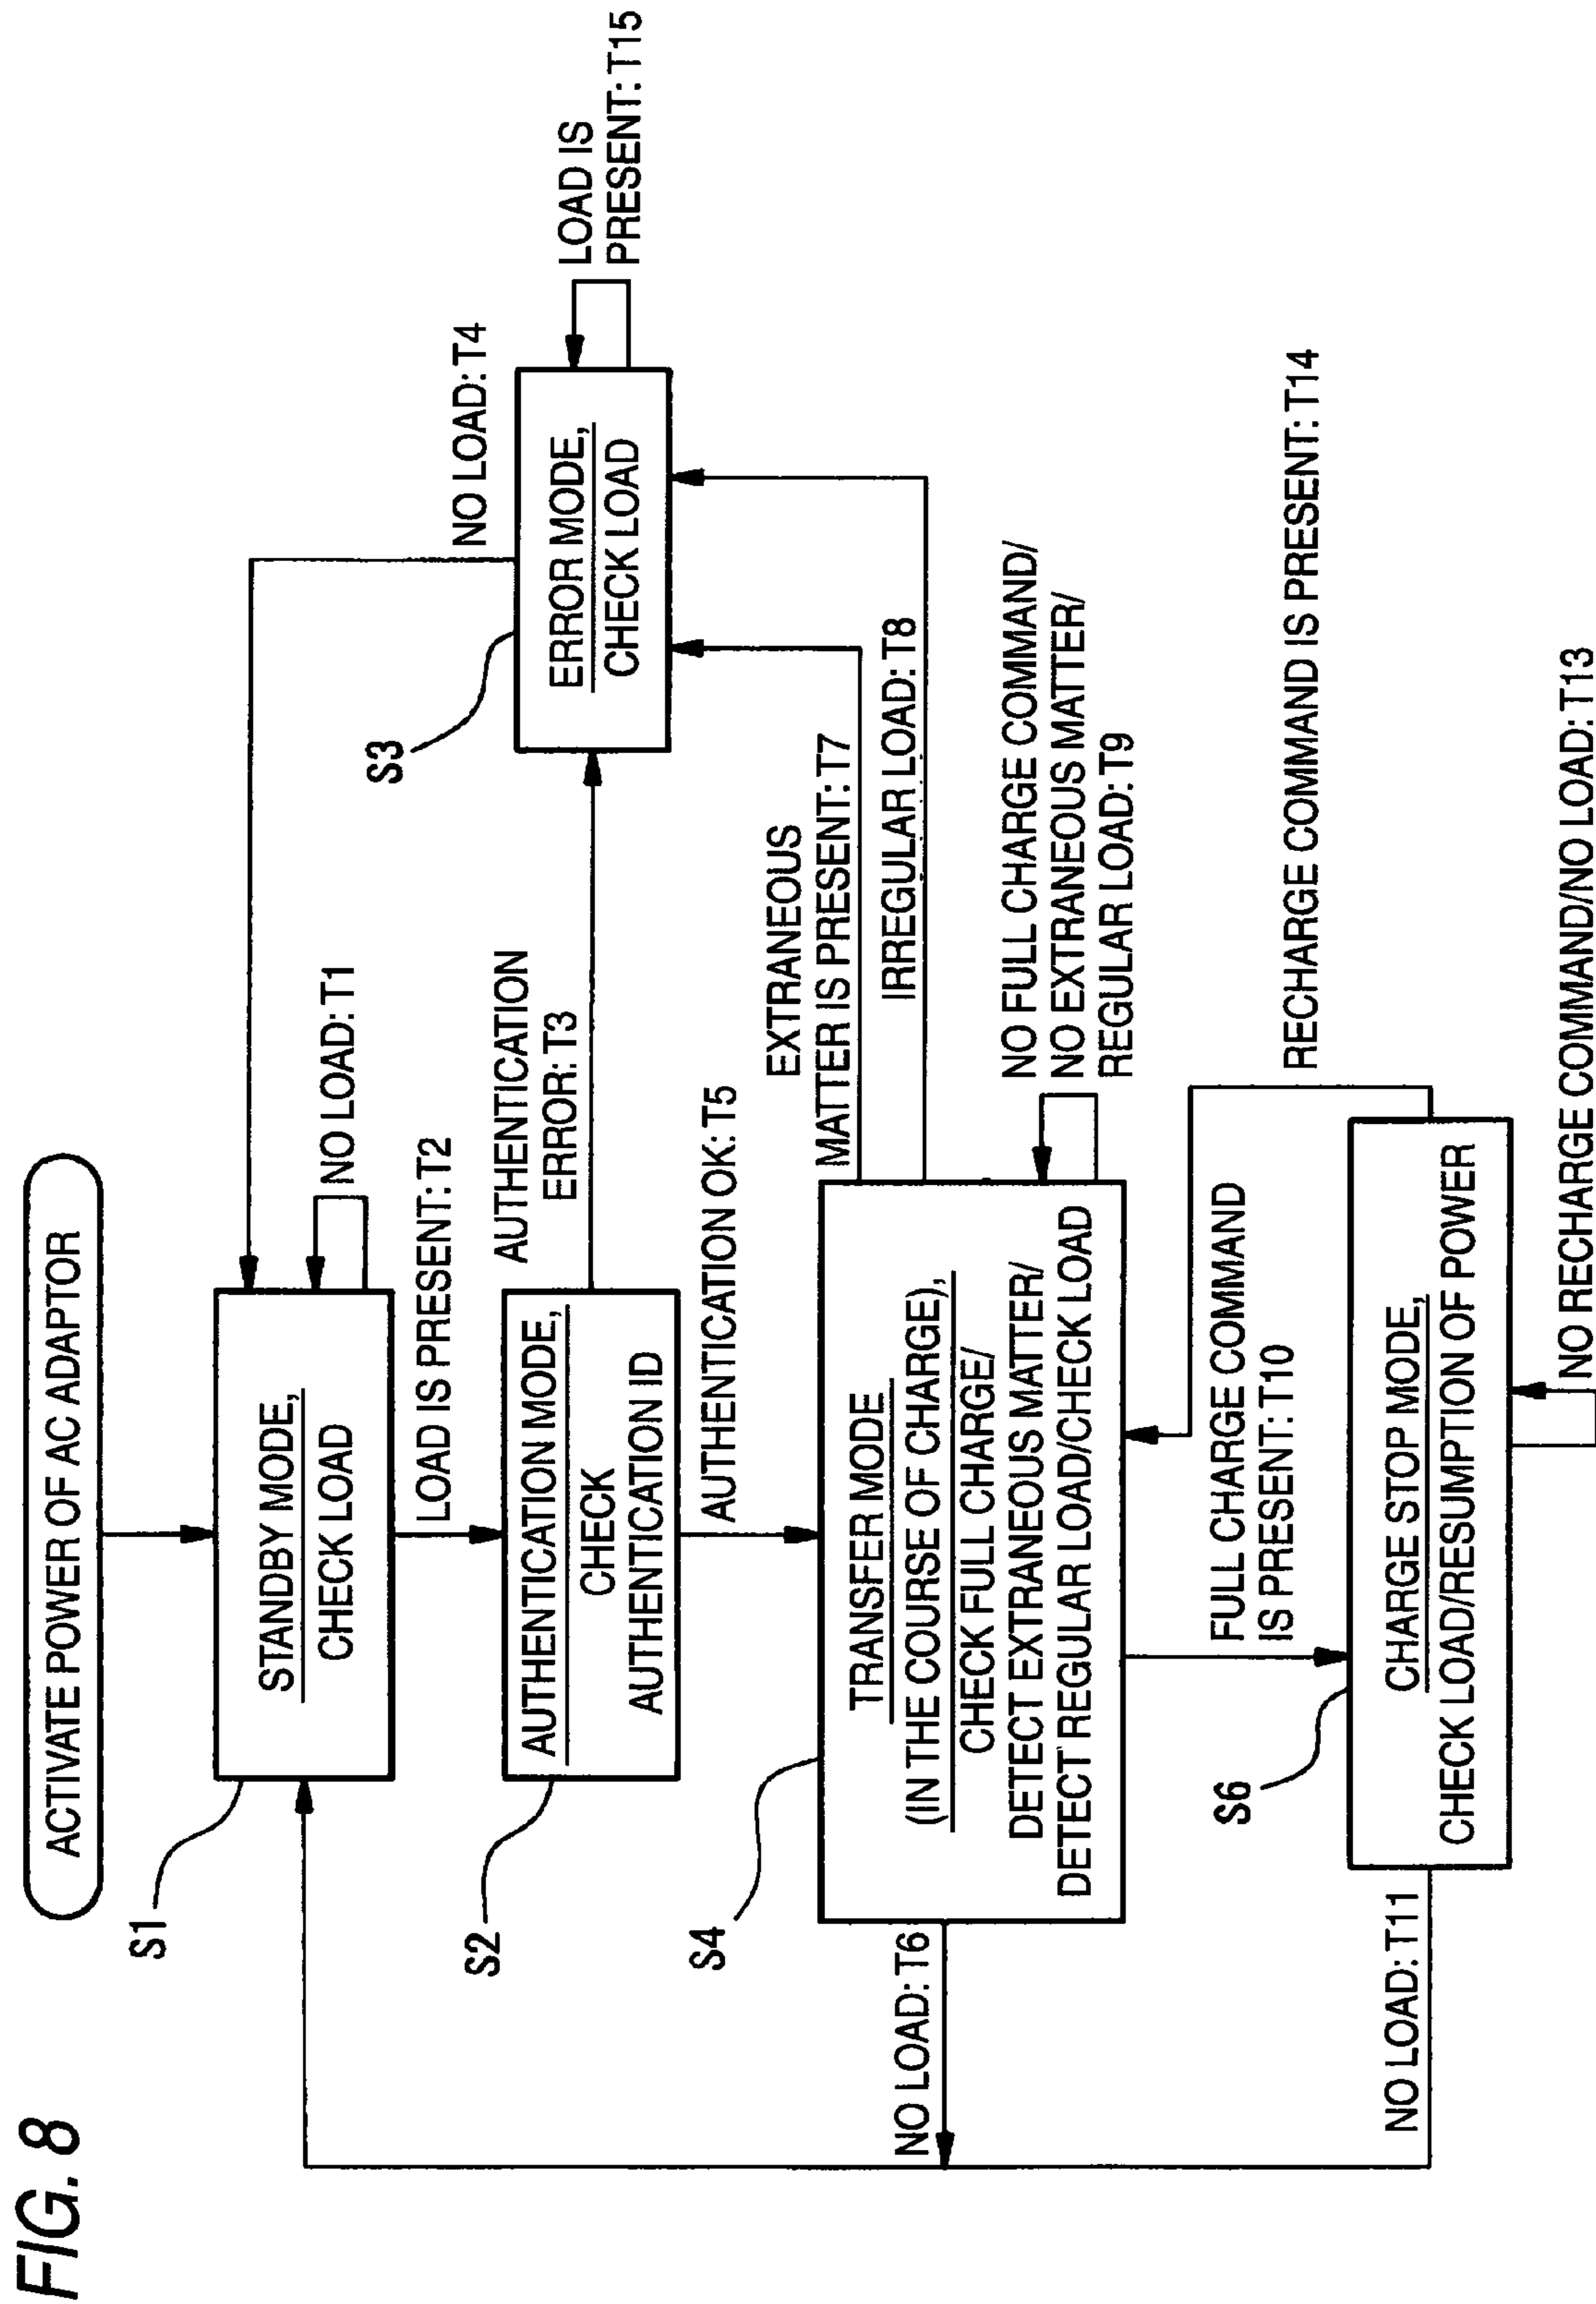 FIG. 8
ACTIVATE POWER OF AC ADAPTOR
S1
STANDBY MODE,
CHECK LOAD
NO LOAD: T1
LOAD IS PRESENT: T2
S2
AUTHENTICATION MODE,
CHECK
AUTHENTICATION ID
AUTHENTICATION
ERROR: T3
S3
ERROR MODE,
CHECK LOAD
NO LOAD: T4
LOAD IS
PRESENT: T15
AUTHENTICATION OK: T5
S4
TRANSFER MODE
(IN THE COURSE OF CHARGE),
CHECK FULL CHARGE/
DETECT EXTRANEOUS MATTER/
DETECT REGULAR LOAD/CHECK LOAD
NO LOAD: T6
EXTRANEOUS
MATTER IS PRESENT: T7
IRREGULAR LOAD: T8
NO FULL CHARGE COMMAND/
NO EXTRANEOUS MATTER/
REGULAR LOAD: T9
FULL CHARGE COMMAND
IS PRESENT: T10
RECHARGE COMMAND IS PRESENT: T14
S6
CHARGE STOP MODE,
CHECK LOAD/RESUMPTION OF POWER
NO LOAD: T11
NO RECHARGE COMMAND/NO LOAD: T13